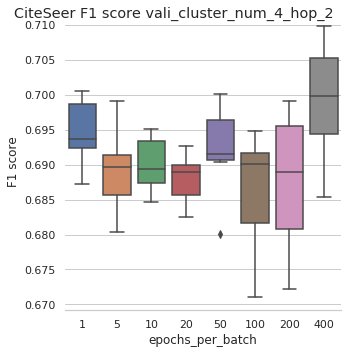 CiteSeer F1 score vali_cluster_num_4_hop_2
0.710
0.705
0.700
0.695
0.690
0.685
0.680
0.675
0.670
F1 score
1 5 10 20 50 100 200 400
epochs_per_batch